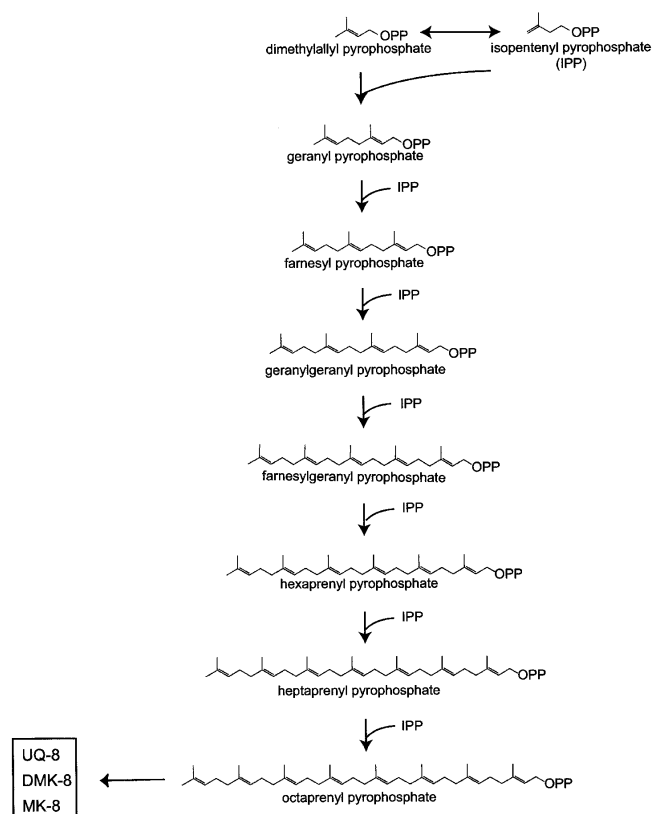 OPP
OPP
dimethylallyl pyrophosphate
isopentenyl pyrophosphate
(IPP)
OPP
geranyl pyrophosphate
IPP
OPP
farnesyl pyrophosphate
IPP
OPP
geranylgeranyl pyrophosphate
IPP
OPP
farnesylgeranyl pyrophosphate
IPP
OPP
hexaprenyl pyrophosphate
IPP
OPP
heptaprenyl pyrophosphate
IPP
UQ-8
DMK-8
MK-8
OPP
octaprenyl pyrophosphate